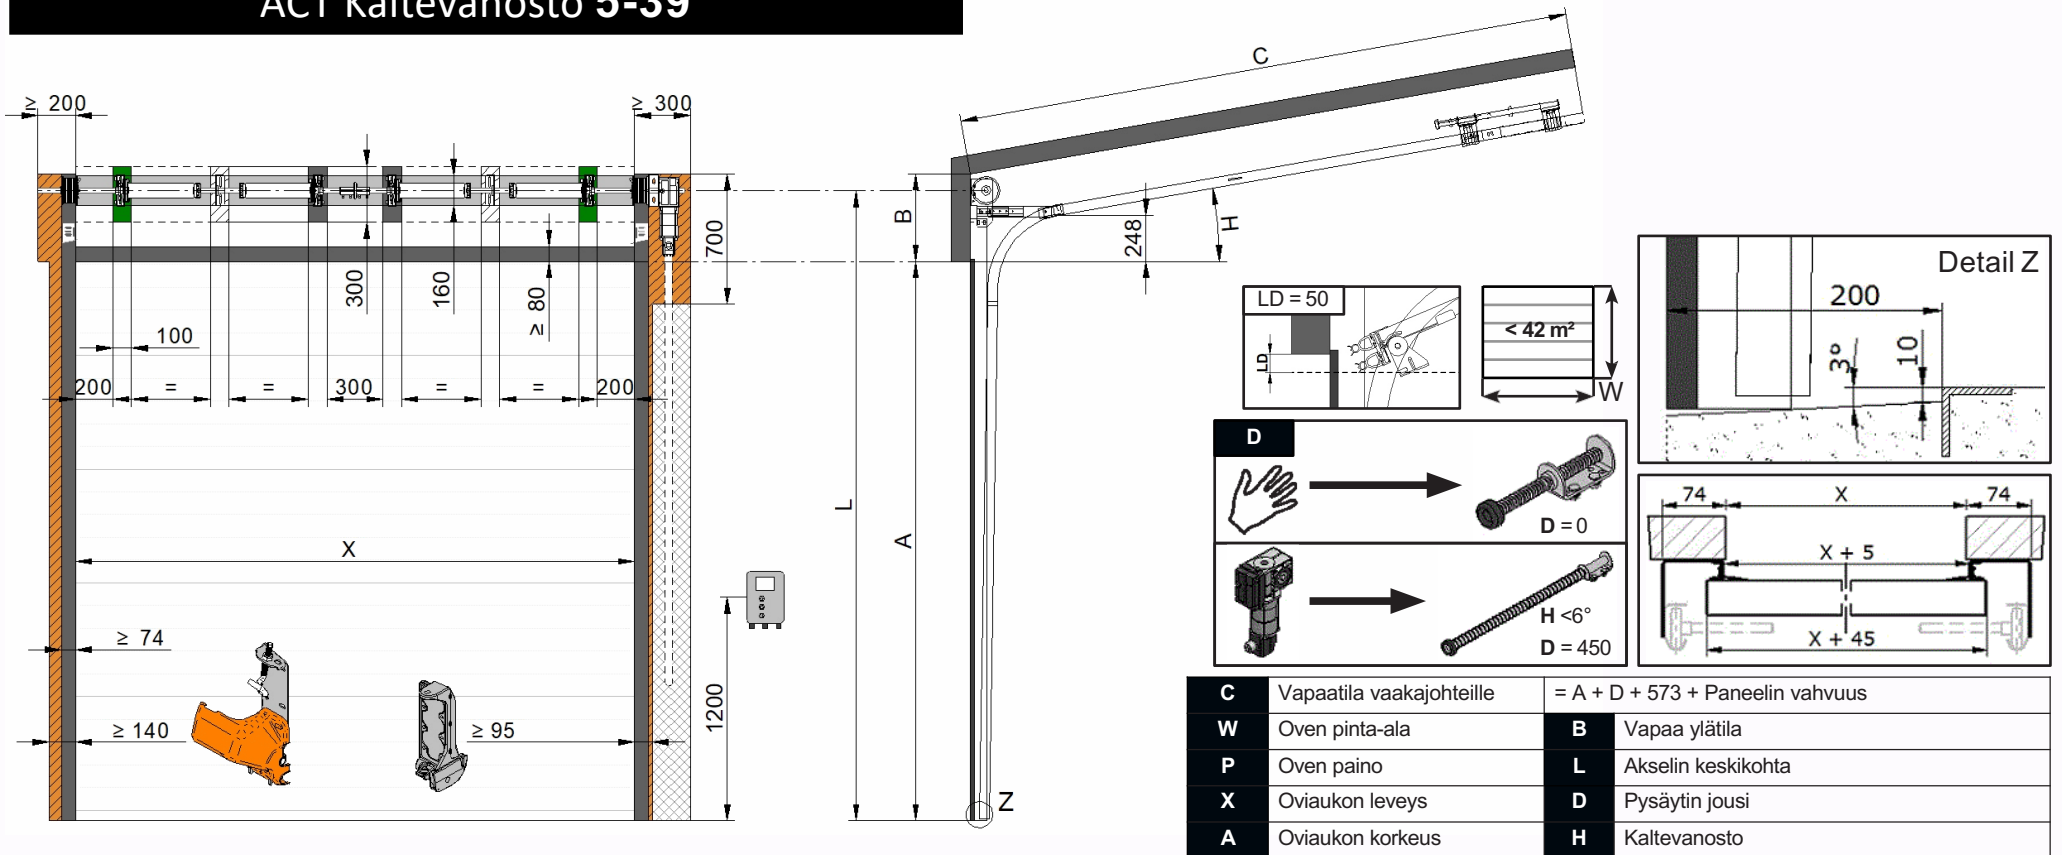 ACT Kaltevanosto 5-39
≥ 200
≥ 300
700
300
160
≥ 80
100
200
=
=
300
=
=
200
X
≥ 74
≥ 140
≥ 95
1200
C
B
248
H
L
A
Z
LD = 50
LD
< 42 m²
W
Detail Z
200
3°
10
D
D = 0
H <6°
D = 450
74
X
74
X + 5
X + 45
C Vapaatila vaakajohteille = A + D + 573 + Paneelin vahvuus
W Oven pinta-ala B Vapaa ylätila
P Oven paino L Akselin keskikohta
X Oviaukon leveys D Pysäytin jousi
A Oviaukon korkeus H Kaltevanosto